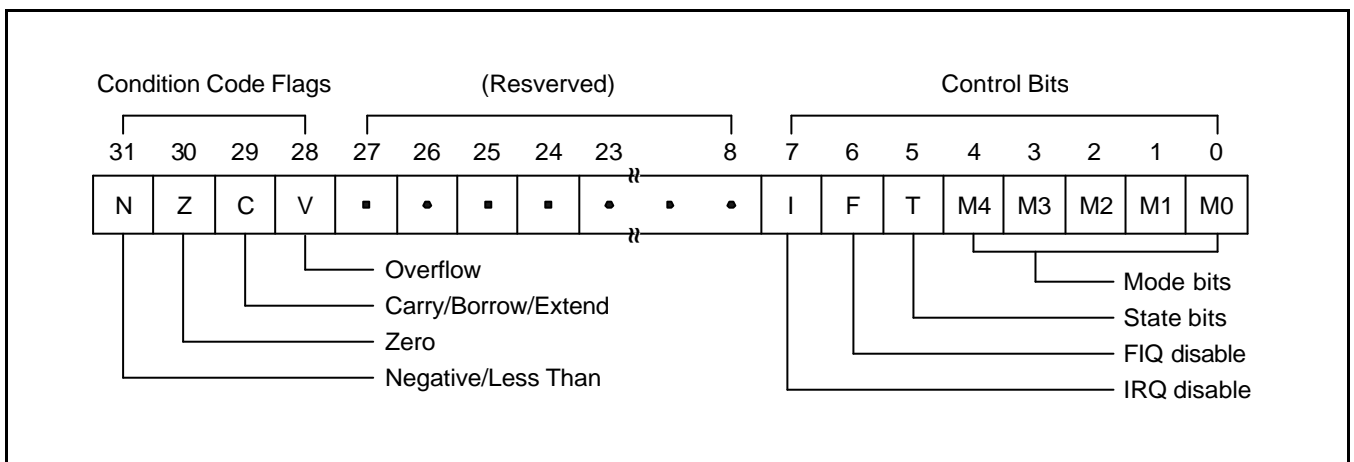 Condition Code Flags (Resverved) Control Bits
31 30 29 28 27 26 25 24 23 8 7 6 5 4 3 2 1 0
N Z C V I F T M4 M3 M2 M1 M0
Overflow
Mode bits
Carry/Borrow/Extend
State bits
Zero
FIQ disable
Negative/Less Than
IRQ disable